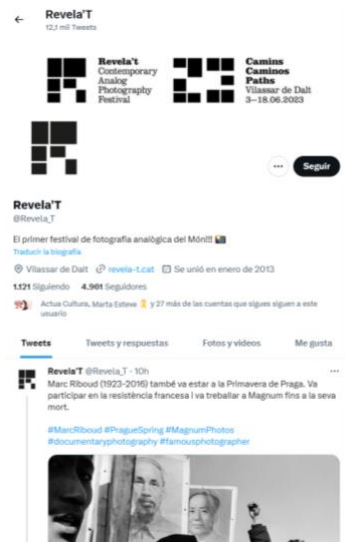 Revela'T
12,1 mil Tweets
Revela't
Contemporary
Analog
Photography
Festival
Camins
Caminos
Paths
Vilassar de Dalt
3–18.06.2023
Seguir
Revela'T
@Revela_T
El primer festival de fotografia analògica del Món!!! 📸
Traducir la biografía
Vilassar de Dalt revela-t.cat Se unió en enero de 2013
1.121 Siguiendo 4.981 Seguidores
Actua Cultura, Marta Esteve 🎗 y 27 más de las cuentas que sigues siguen a este
usuario
Tweets Tweets y respuestas Fotos y vídeos Me gusta
Revela'T @Revela_T · 10h
Marc Riboud (1923-2016) també va estar a la Primavera de Praga. Va
participar en la resistència francesa i va treballar a Magnum fins a la seva
mort.
#MarcRiboud #PragueSpring #MagnumPhotos
#documentaryphotography #famousphotographer